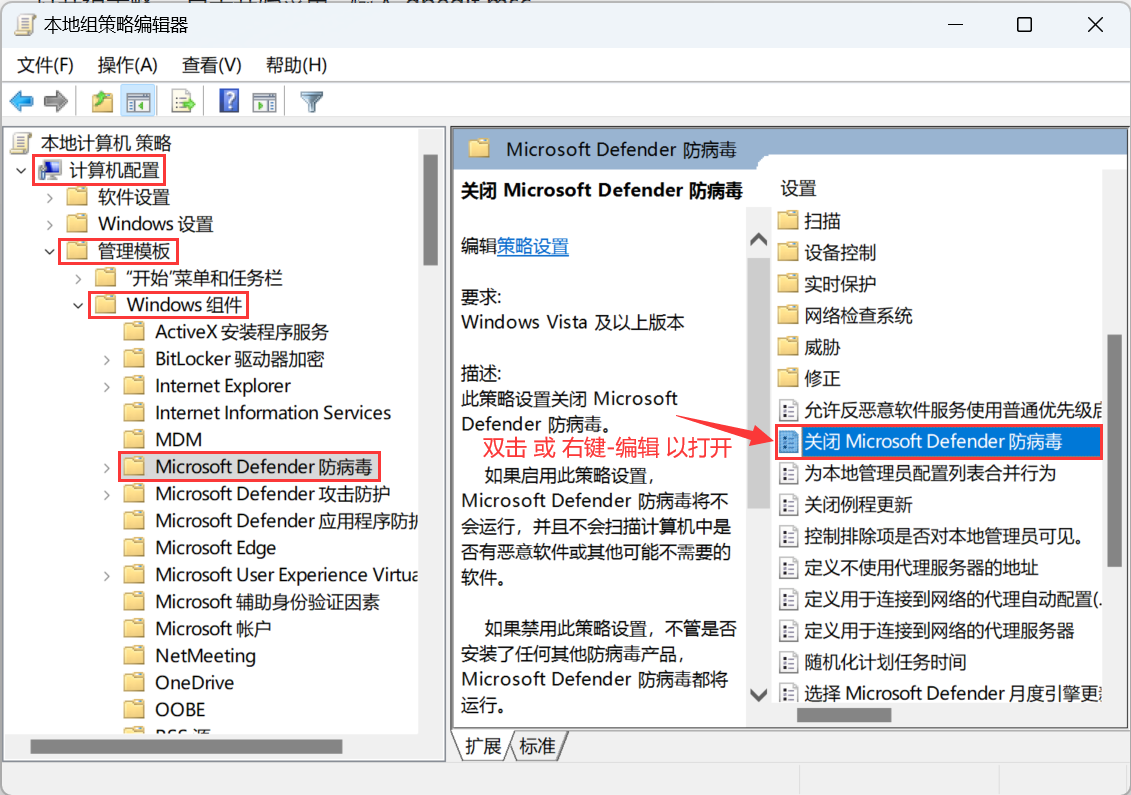 本地组策略编辑器
文件(F) 操作(A) 查看(V) 帮助(H)
本地计算机 策略
计算机配置
软件设置
Windows 设置
管理模板
“开始”菜单和任务栏
Windows 组件
ActiveX 安装程序服务
BitLocker 驱动器加密
Internet Explorer
Internet Information Services
MDM
Microsoft Defender 防病毒
Microsoft Defender 攻击防护
Microsoft Defender 应用程序防护
Microsoft Edge
Microsoft User Experience Virtua
Microsoft 辅助身份验证因素
Microsoft 帐户
NetMeeting
OneDrive
OOBE
RSS 源
Microsoft Defender 防病毒
关闭 Microsoft Defender 防病毒
编辑策略设置
要求:
Windows Vista 及以上版本
描述:
此策略设置关闭 Microsoft
Defender 防病毒。
双击 或 右键-编辑 以打开
如果启用此策略设置，
Microsoft Defender 防病毒将不
会运行，并且不会扫描计算机中是
否有恶意软件或其他可能不需要的
软件。
如果禁用此策略设置，不管是否
安装了任何其他防病毒产品，
Microsoft Defender 防病毒都将
运行。
设置
扫描
设备控制
实时保护
网络检查系统
威胁
修正
允许反恶意软件服务使用普通优先级启
关闭 Microsoft Defender 防病毒
为本地管理员配置列表合并行为
关闭例程更新
控制排除项是否对本地管理员可见。
定义不使用代理服务器的地址
定义用于连接到网络的代理自动配置(.
定义用于连接到网络的代理服务器
随机化计划任务时间
选择 Microsoft Defender 月度引擎更新
扩展 标准